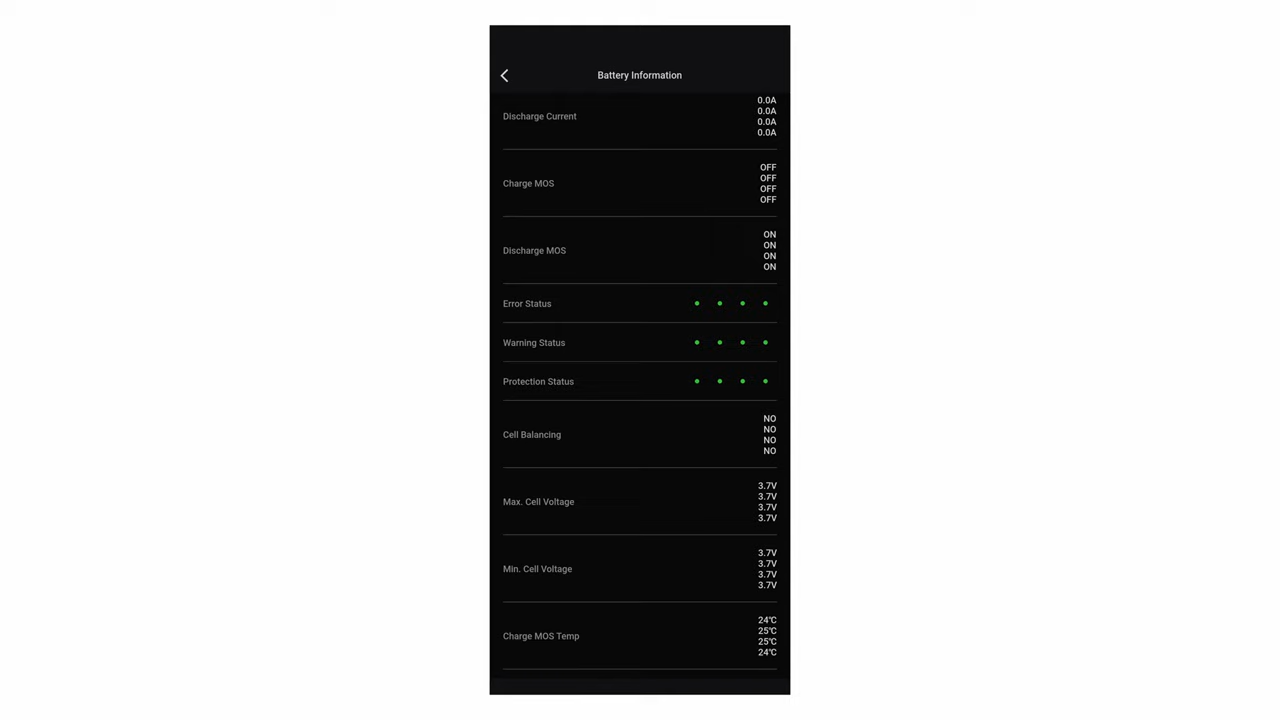 Battery Information
Discharge Current
0.0A
0.0A
0.0A
0.0A
Charge MOS
OFF
OFF
OFF
OFF
Discharge MOS
ON
ON
ON
ON
Error Status
Warning Status
Protection Status
Cell Balancing
NO
NO
NO
NO
Max. Cell Voltage
3.7V
3.7V
3.7V
3.7V
Min. Cell Voltage
3.7V
3.7V
3.7V
3.7V
Charge MOS Temp
24℃
25℃
25℃
24℃